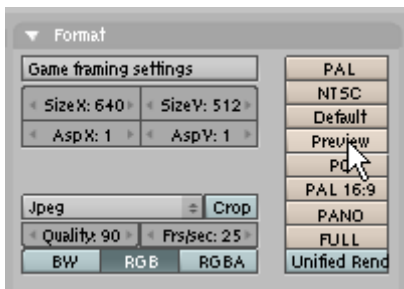 Format
Game framing settings
PAL
NTSC
SizeX: 640
SizeY: 512
Default
AspX: 1
AspY: 1
Preview
PAL 16:9
Jpeg
Crop
PANO
Quality: 90
Frs/sec: 25
FULL
BW
RGB
RGBA
Unified Rend